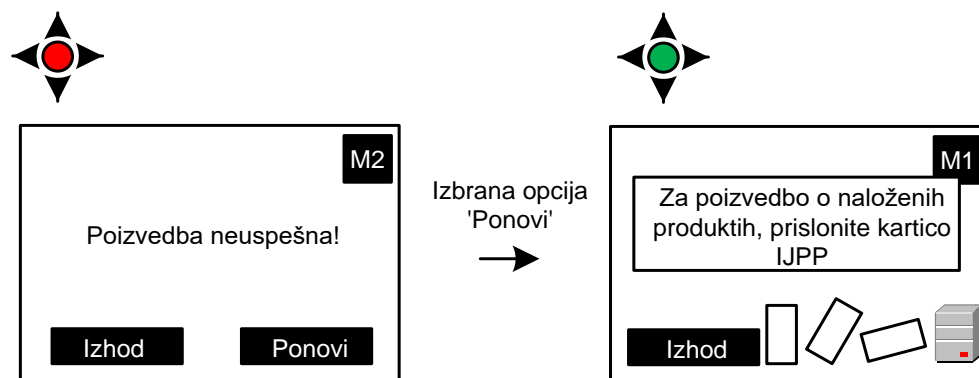 M2
Poizvedba neuspešna!
Izhod
Ponovi
Izbrana opcija
'Ponovi'
M1
Za poizvedbo o naloženih
produktih, prislonite kartico
IJPP
Izhod